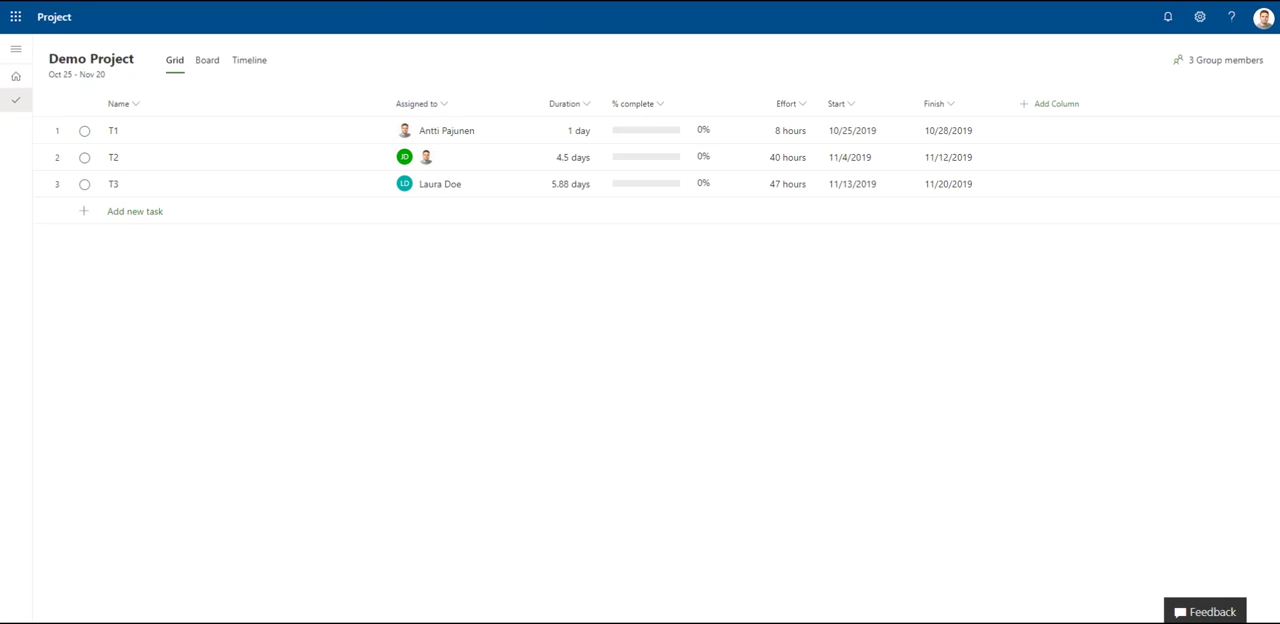 Project
Demo Project Grid Board Timeline 3 Group members
Oct 25 - Nov 20
Name Assigned to Duration % complete Effort Start Finish Add Column
1 T1 Antti Pajunen 1 day 0% 8 hours 10/25/2019 10/28/2019
2 T2 JD 4.5 days 0% 40 hours 11/4/2019 11/12/2019
3 T3 LD Laura Doe 5.88 days 0% 47 hours 11/13/2019 11/20/2019
Add new task
Feedback